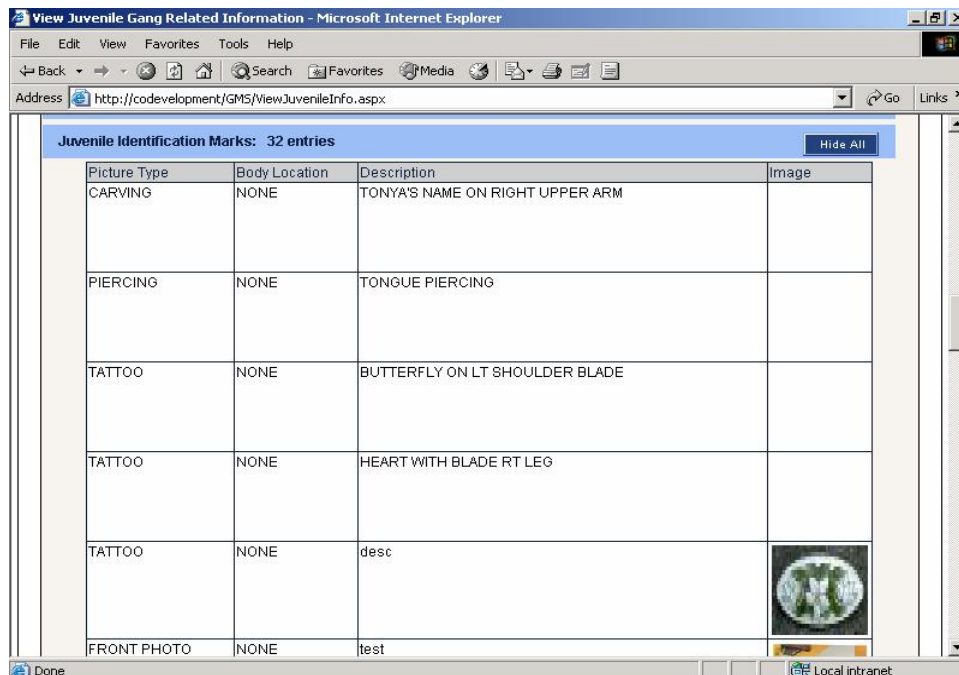 View Juvenile Gang Related Information - Microsoft Internet Explorer
File Edit View Favorites Tools Help
Back Search Favorites Media
Address http://codevelopment/GMS/ViewJuvenileInfo.aspx Go Links
Juvenile Identification Marks: 32 entries Hide All
Picture Type Body Location Description Image
CARVING NONE TONYA'S NAME ON RIGHT UPPER ARM
PIERCING NONE TONGUE PIERCING
TATTOO NONE BUTTERFLY ON LT SHOULDER BLADE
TATTOO NONE HEART WITH BLADE RT LEG
TATTOO NONE desc
FRONT PHOTO NONE test
Done Local intranet